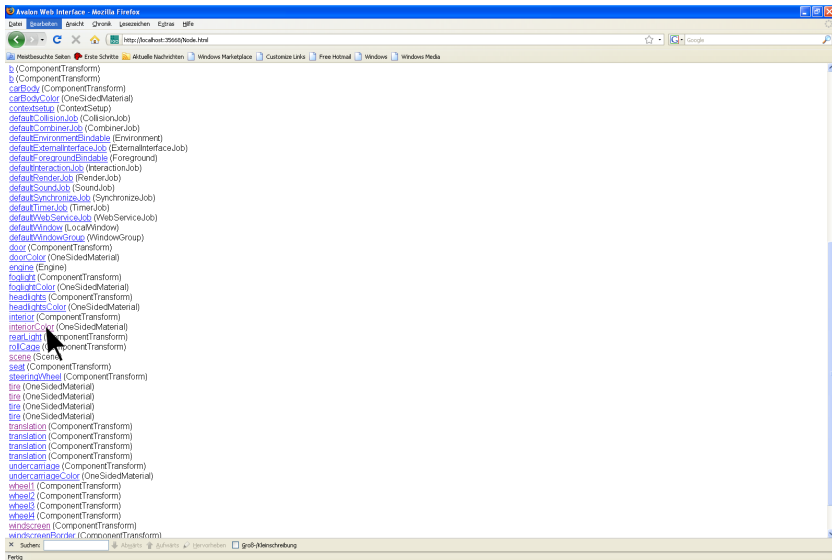 Avalon Web Interface - Mozilla Firefox
Datei Bearbeiten Ansicht Chronik Lesezeichen Extras Hilfe
http://localhost:35668/Node.html
Google
Meistbesuchte Seiten Erste Schritte Aktuelle Nachrichten Windows Marketplace Customize Links Free Hotmail Windows Windows Media
b (ComponentTransform)
b (ComponentTransform)
carBody (ComponentTransform)
carBodyColor (OneSidedMaterial)
contextsetup (ContextSetup)
defaultCollisionJob (CollisionJob)
defaultCombinerJob (CombinerJob)
defaultEnvironmentBindable (Environment)
defaultExternalInterfaceJob (ExternalInterfaceJob)
defaultForegroundBindable (Foreground)
defaultInteractionJob (InteractionJob)
defaultRenderJob (RenderJob)
defaultSoundJob (SoundJob)
defaultSynchronizeJob (SynchronizeJob)
defaultTimerJob (TimerJob)
defaultWebServiceJob (WebServiceJob)
defaultWindow (LocalWindow)
defaultWindowGroup (WindowGroup)
door (ComponentTransform)
doorColor (OneSidedMaterial)
engine (Engine)
foglight (ComponentTransform)
foglightColor (OneSidedMaterial)
headlights (ComponentTransform)
headlightsColor (OneSidedMaterial)
interior (ComponentTransform)
interiorColor (OneSidedMaterial)
rearLight (ComponentTransform)
rollCage (ComponentTransform)
scene (Scene)
seat (ComponentTransform)
steeringWheel (ComponentTransform)
tire (OneSidedMaterial)
tire (OneSidedMaterial)
tire (OneSidedMaterial)
tire (OneSidedMaterial)
translation (ComponentTransform)
translation (ComponentTransform)
translation (ComponentTransform)
translation (ComponentTransform)
undercarriage (ComponentTransform)
undercarriageColor (OneSidedMaterial)
wheel1 (ComponentTransform)
wheel2 (ComponentTransform)
wheel3 (ComponentTransform)
wheel4 (ComponentTransform)
windscreen (ComponentTransform)
windscreenBorder (ComponentTransform)
Suchen: Abwärts Aufwärts Hervorheben Groß-/Kleinschreibung
Fertig